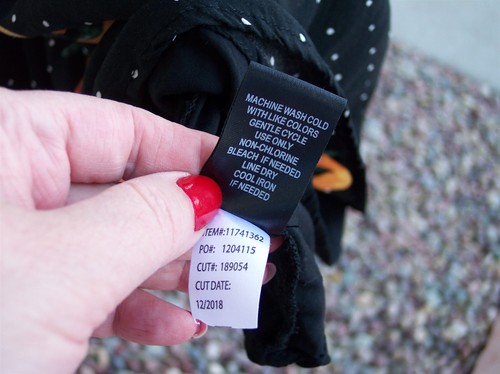 MACHINE WASH COLD
WITH LIKE COLORS
GENTLE CYCLE
USE ONLY
NON-CHLORINE
BLEACH IF NEEDED
LINE DRY
COOL IRON
IF NEEDED
ITEM#:11741362
PO#: 1204115
CUT#: 189054
CUT DATE:
12/2018